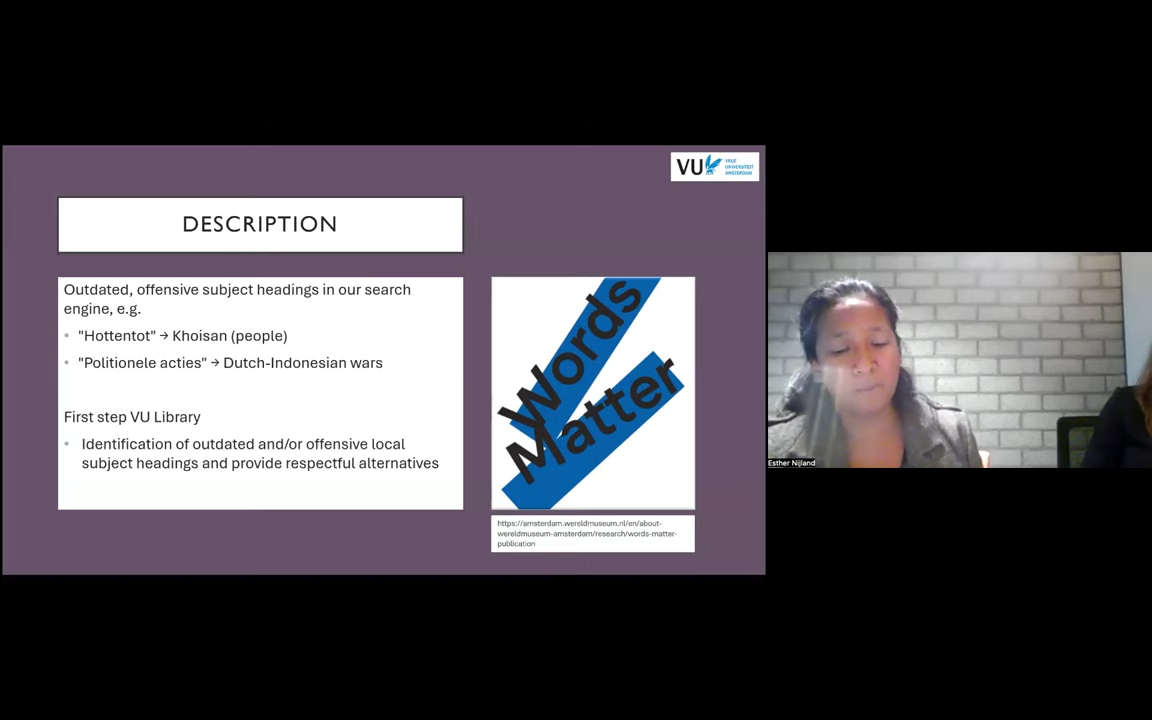 VU VRIJE
UNIVERSITEIT
AMSTERDAM
DESCRIPTION
Outdated, offensive subject headings in our search
engine, e.g.
• "Hottentot" → Khoisan (people)
• "Politionele acties" → Dutch-Indonesian wars
First step VU Library
• Identification of outdated and/or offensive local
subject headings and provide respectful alternatives
Words
Matter
https://amsterdam.wereldmuseum.nl/en/about-
wereldmuseum-amsterdam/research/words-matter-
publication
Esther Nijland